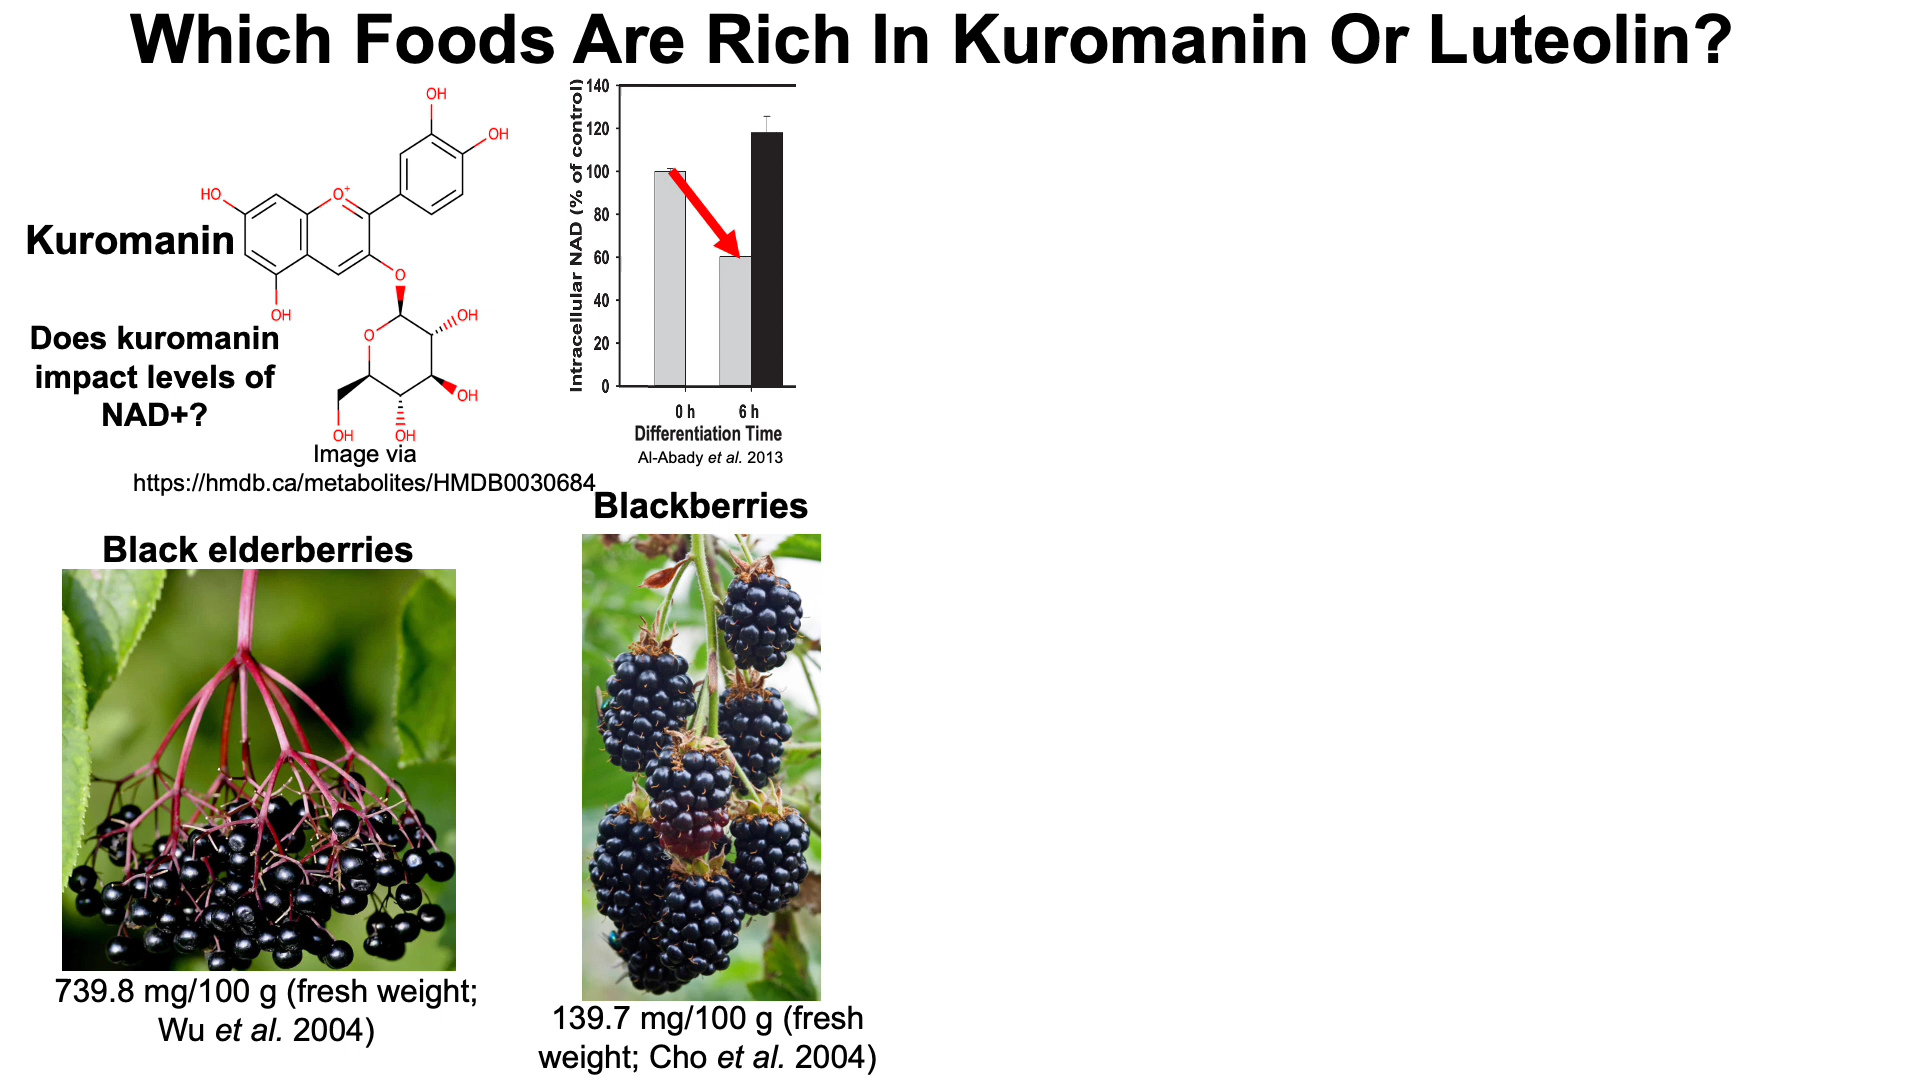 Which Foods Are Rich In Kuromanin Or Luteolin?
OH
OH
HO
O+
Kuromanin
O
OH
O
OH
OH
OH
OH
Does kuromanin
impact levels of
NAD+?
Image via
https://hmdb.ca/metabolites/HMDB0030684
Intracellular NAD (% of control)
140
120
100
80
60
40
20
0
0 h
6 h
Differentiation Time
Al-Abady et al. 2013
Black elderberries
739.8 mg/100 g (fresh weight;
Wu et al. 2004)
Blackberries
139.7 mg/100 g (fresh
weight; Cho et al. 2004)